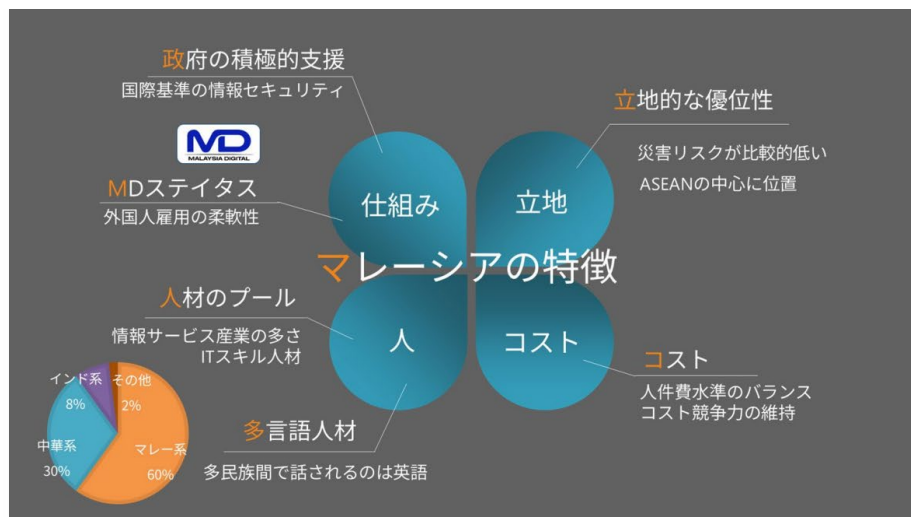 政府の積極的支援
国際基準の情報セキュリティ
MD
MALAYSIA DIGITAL
MDステイタス
外国人雇用の柔軟性
立地的な優位性
災害リスクが比較的低い
ASEANの中心に位置
仕組み
立地
マレーシアの特徴
人
コスト
人材のプール
情報サービス産業の多さ
ITスキル人材
コスト
人件費水準のバランス
コスト競争力の維持
多言語人材
多民族間で話されるのは英語
インド系
8%
その他
2%
中華系
30%
マレー系
60%